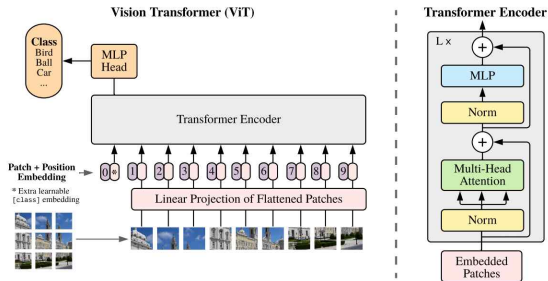 Vision Transformer (ViT)
Class
Bird
Ball
Car
...
MLP
Head
Transformer Encoder
Patch + Position
Embedding
* Extra learnable
[class] embedding
0 * 1 2 3 4 5 6 7 8 9
Linear Projection of Flattened Patches
Transformer Encoder
L x
+
MLP
Norm
+
Multi-Head
Attention
Norm
Embedded
Patches